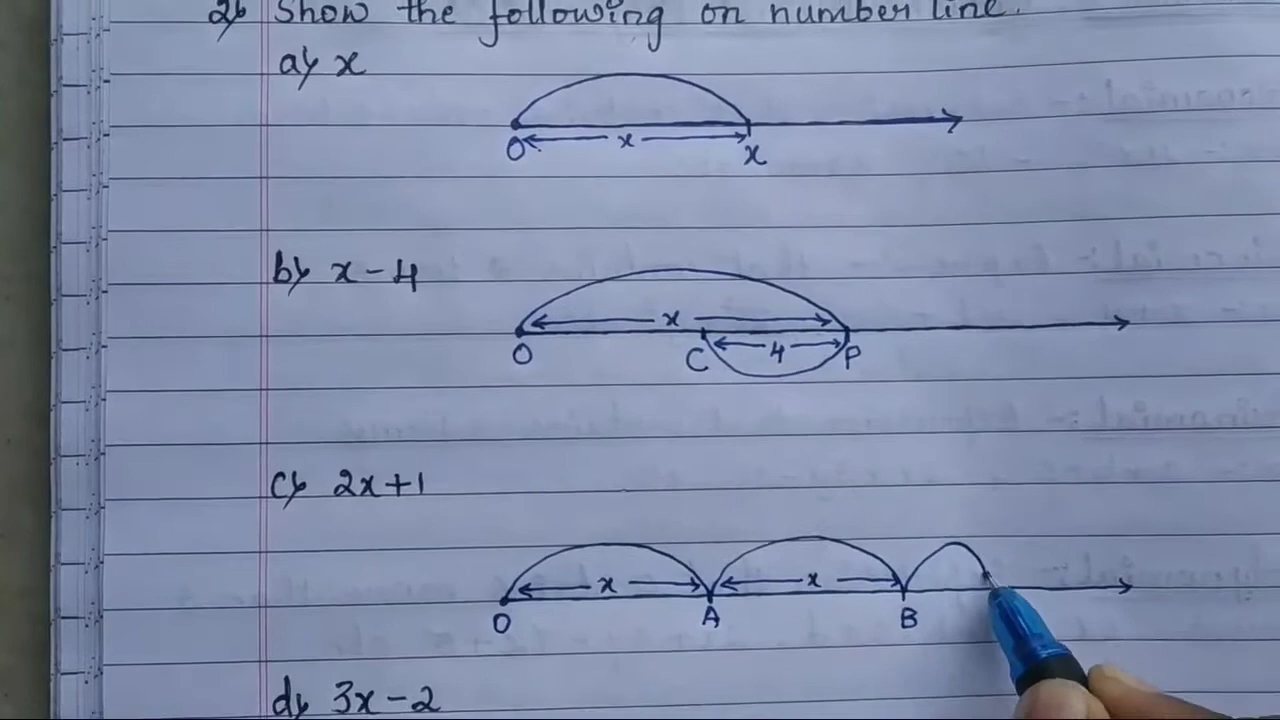 2) Show the following on number line.
a) x
x
O x
b) x - 4
x
O C 4 P
c) 2x + 1
x x
O A B
d) 3x - 2